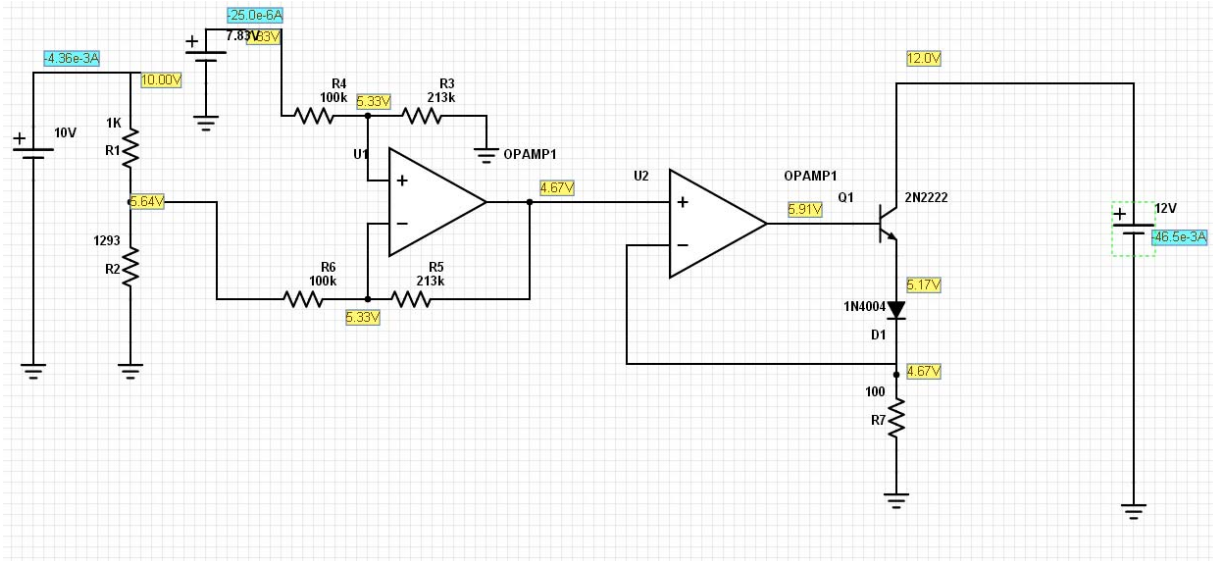 -25.0e-6A
7.83V
7.83V
-4.36e-3A
10.00V
12.0V
R4
100k
5.33V
R3
213k
+
+
10V
1K
R1
U1
OPAMP1
+
-
5.64V
4.67V
U2
OPAMP1
+
-
5.91V
Q1
2N2222
+
12V
-46.5e-3A
1293
R2
R6
100k
R5
213k
5.33V
5.17V
1N4004
D1
4.67V
100
R7